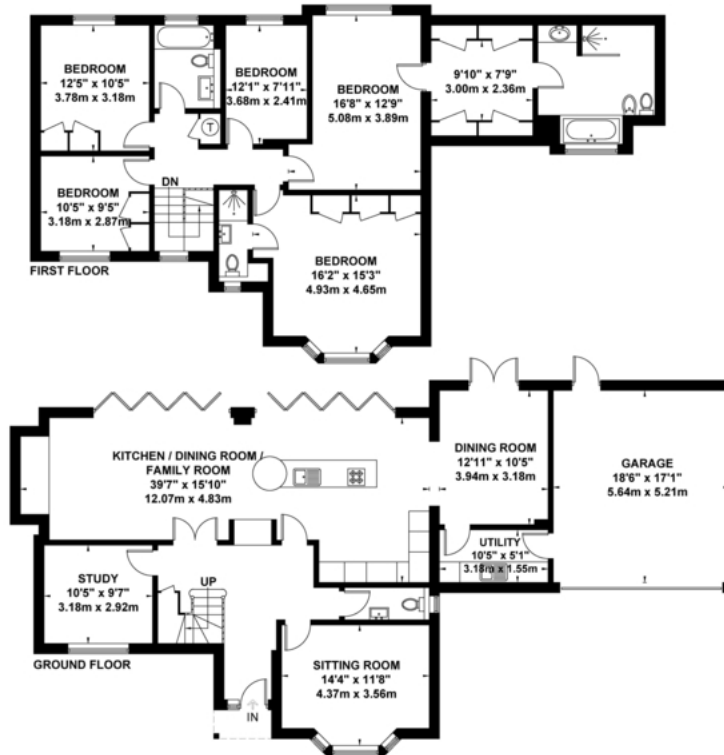 BEDROOM
12'5" x 10'5"
3.78m x 3.18m
BEDROOM
12'1" x 7'11"
3.68m x 2.41m
BEDROOM
16'8" x 12'9"
5.08m x 3.89m
9'10" x 7'9"
3.00m x 2.36m
T
BEDROOM
10'5" x 9'5"
3.18m x 2.87m
DN
BEDROOM
16'2" x 15'3"
4.93m x 4.65m
FIRST FLOOR
KITCHEN / DINING ROOM /
FAMILY ROOM
39'7" x 15'10"
12.07m x 4.83m
DINING ROOM
12'11" x 10'5"
3.94m x 3.18m
GARAGE
18'6" x 17'1"
5.64m x 5.21m
UTILITY
10'5" x 5'1"
3.18m x 1.55m
STUDY
10'5" x 9'7"
3.18m x 2.92m
UP
SITTING ROOM
14'4" x 11'8"
4.37m x 3.56m
GROUND FLOOR
IN